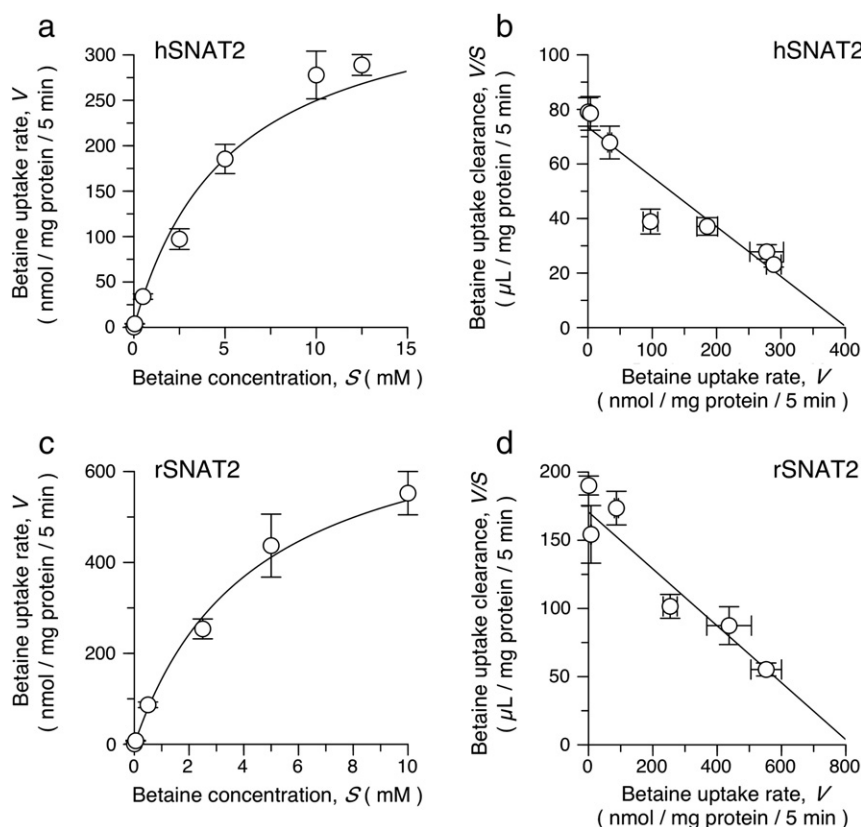 a
hSNAT2
Betaine uptake rate, V
( nmol / mg protein / 5 min )
300
250
200
150
100
50
0
0
5
10
15
Betaine concentration, S ( mM )
b
hSNAT2
Betaine uptake clearance, V/S
( μL / mg protein / 5 min )
100
80
60
40
20
0
0
100
200
300
400
Betaine uptake rate, V
( nmol / mg protein / 5 min )
c
rSNAT2
Betaine uptake rate, V
( nmol / mg protein / 5 min )
600
400
200
0
0
2
4
6
8
10
Betaine concentration, S ( mM )
d
rSNAT2
Betaine uptake clearance, V/S
( μL / mg protein / 5 min )
200
150
100
50
0
0
200
400
600
800
Betaine uptake rate, V
( nmol / mg protein / 5 min )